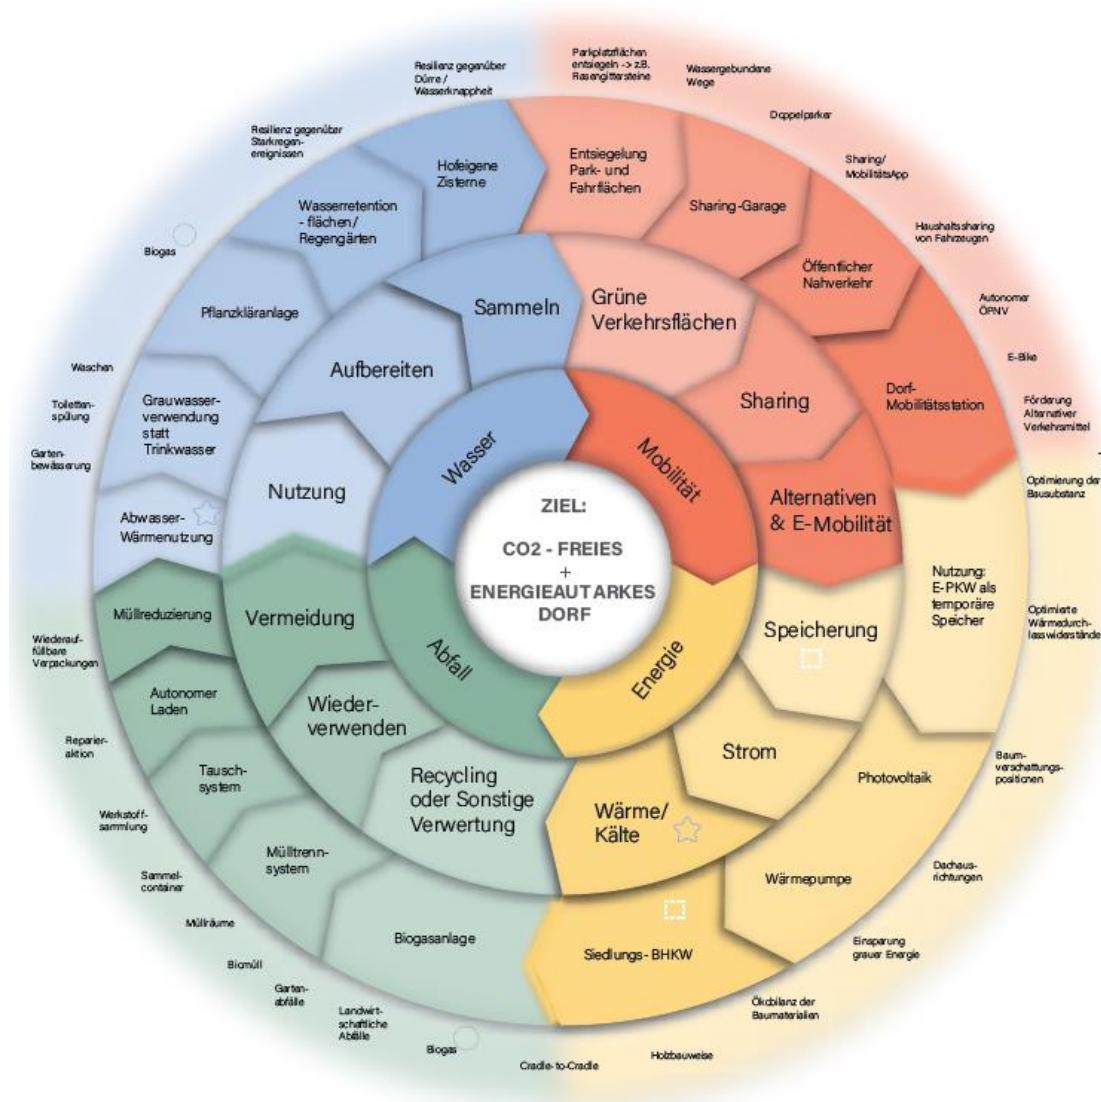 Resilienz gegenüber
Dürre /
Wasserknappheit
Parkplatzflächen
entsiegeln -> z.B.
Rasengittersteine
Wassergebundene
Wege
Doppelparker
Sharing/
MobilitätsApp
Haushaltssharing
von Fahrzeugen
Autonomer
ÖPNV
E-Bike
Förderung
Alternativer
Verkehrsmittel
Optimierung der
Bausubstanz
Optimierte
Wärmedurch-
lasswiderstände
Baum-
verschattungs-
positionen
Dachaus-
richtungen
Einsparung
grauer Energie
Ökobilanz der
Baumaterialien
Holzbauweise
Cradle-to-Cradle
Biogas
Landwirt-
schaftliche
Abfälle
Garten-
abfälle
Biomüll
Müllräume
Sammel-
container
Werkstoff-
sammlung
Reparier-
aktion
Wiederauf-
füllbare
Verpackungen
Garten-
bewässerung
Toiletten-
spülung
Waschen
Biogas
Resilienz gegenüber
Starkregen-
ereignissen
Hofeigene
Zisterne
Entsiegelung
Park- und
Fahrflächen
Sharing-Garage
Öffentlicher
Nahverkehr
Dorf-
Mobilitätsstation
Nutzung:
E-PKW als
temporäre
Speicher
Photovoltaik
Wärmepumpe
Siedlungs- BHKW
Biogasanlage
Mülltrenn-
system
Tausch-
system
Autonomer
Laden
Müllreduzierung
Abwasser-
Wärmenutzung
Grauwasser-
verwendung
statt
Trinkwasser
Pflanzkläranlage
Wasserretention
- flächen /
Regengärten
Sammeln
Grüne
Verkehrsflächen
Sharing
Alternativen
& E-Mobilität
Speicherung
Strom
Wärme/
Kälte
Recycling
oder Sonstige
Verwertung
Wieder-
verwenden
Vermeidung
Nutzung
Aufbereiten
Wasser
Mobilität
Energie
Abfall
ZIEL:
CO2 - FREIES
+
ENERGIEAUTARKES
DORF